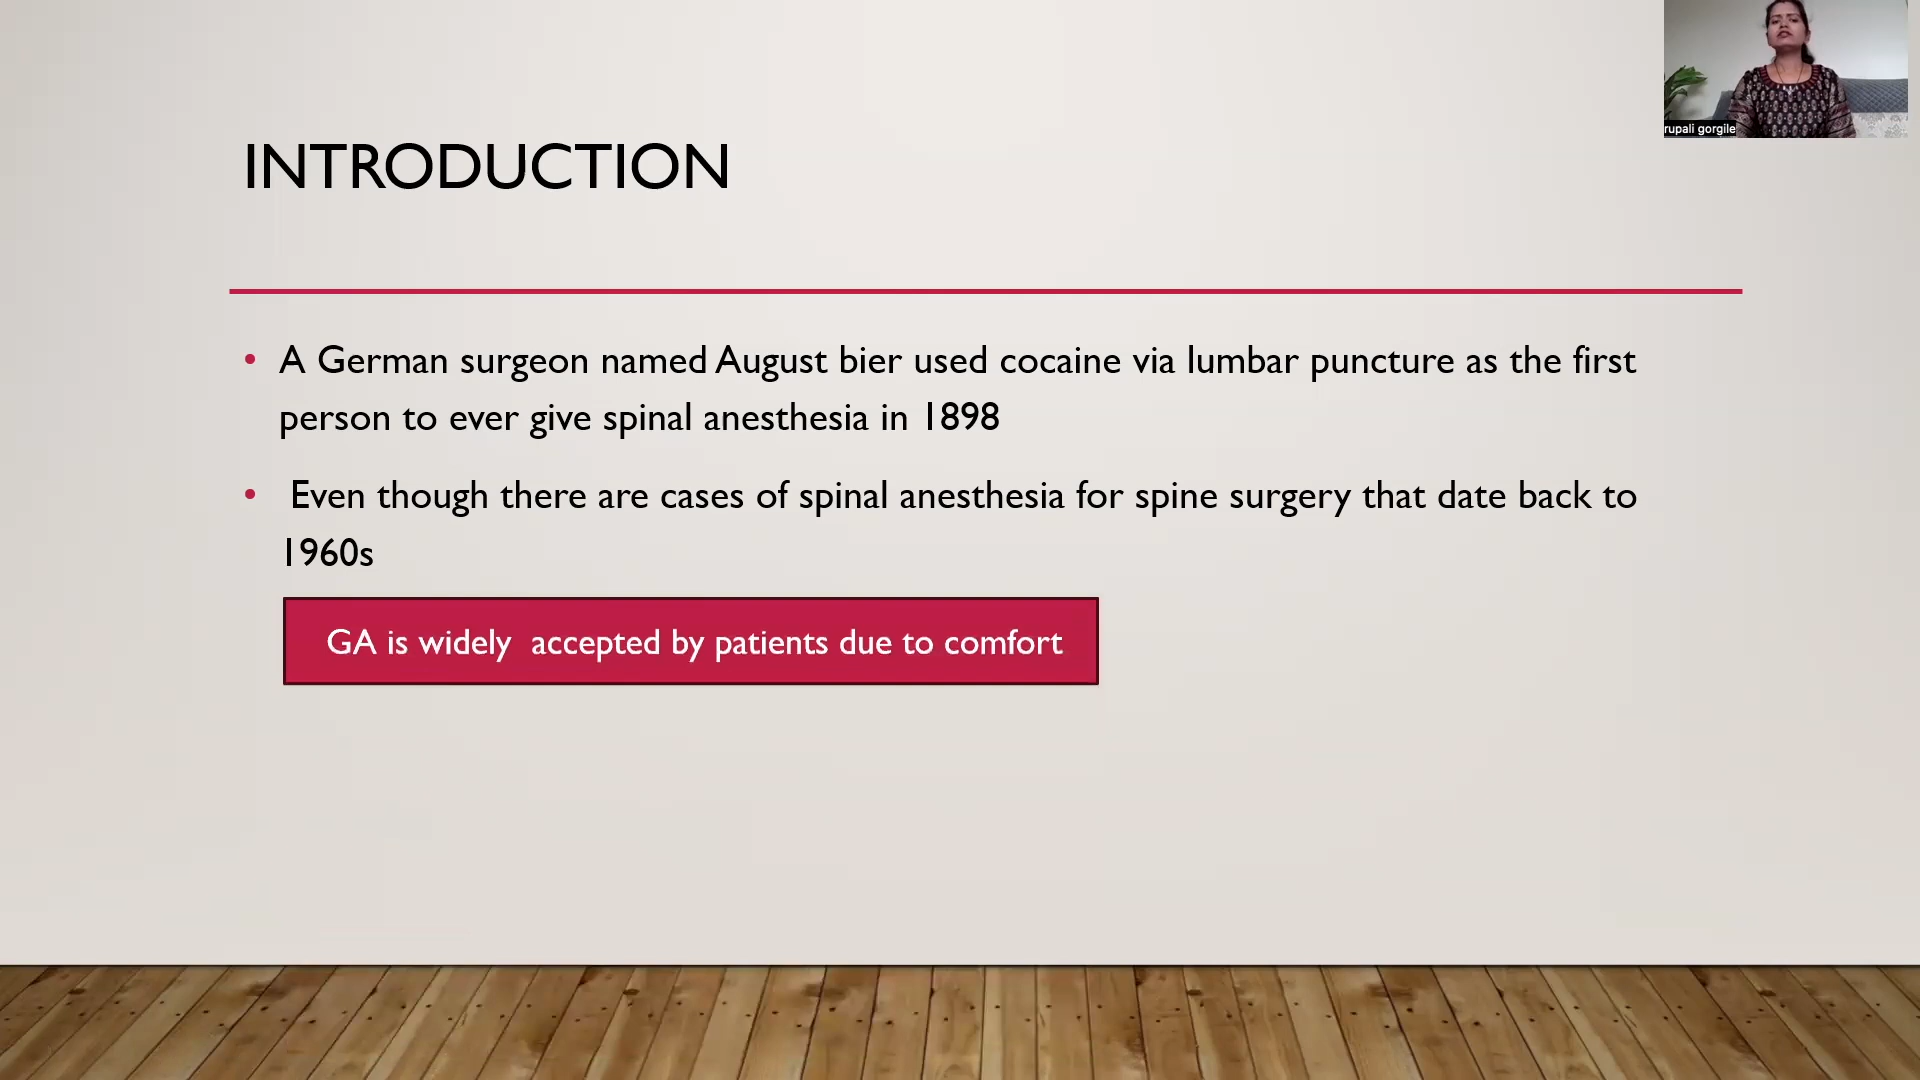 rupali gorgile
INTRODUCTION
• A German surgeon named August bier used cocaine via lumbar puncture as the first
person to ever give spinal anesthesia in 1898
• Even though there are cases of spinal anesthesia for spine surgery that date back to
1960s
GA is widely accepted by patients due to comfort